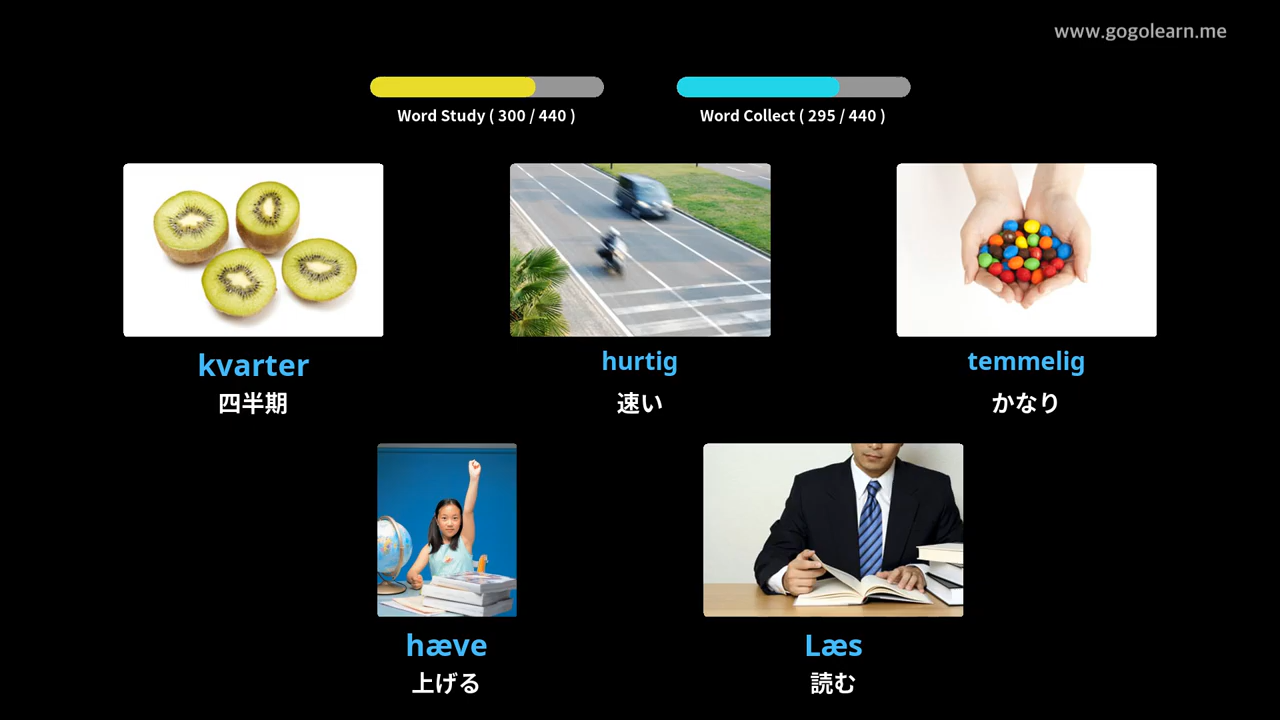 www.gogolearn.me
Word Study ( 300 / 440 )
Word Collect ( 295 / 440 )
kvarter
四半期
hurtig
速い
temmelig
かなり
hæve
上げる
Læs
読む